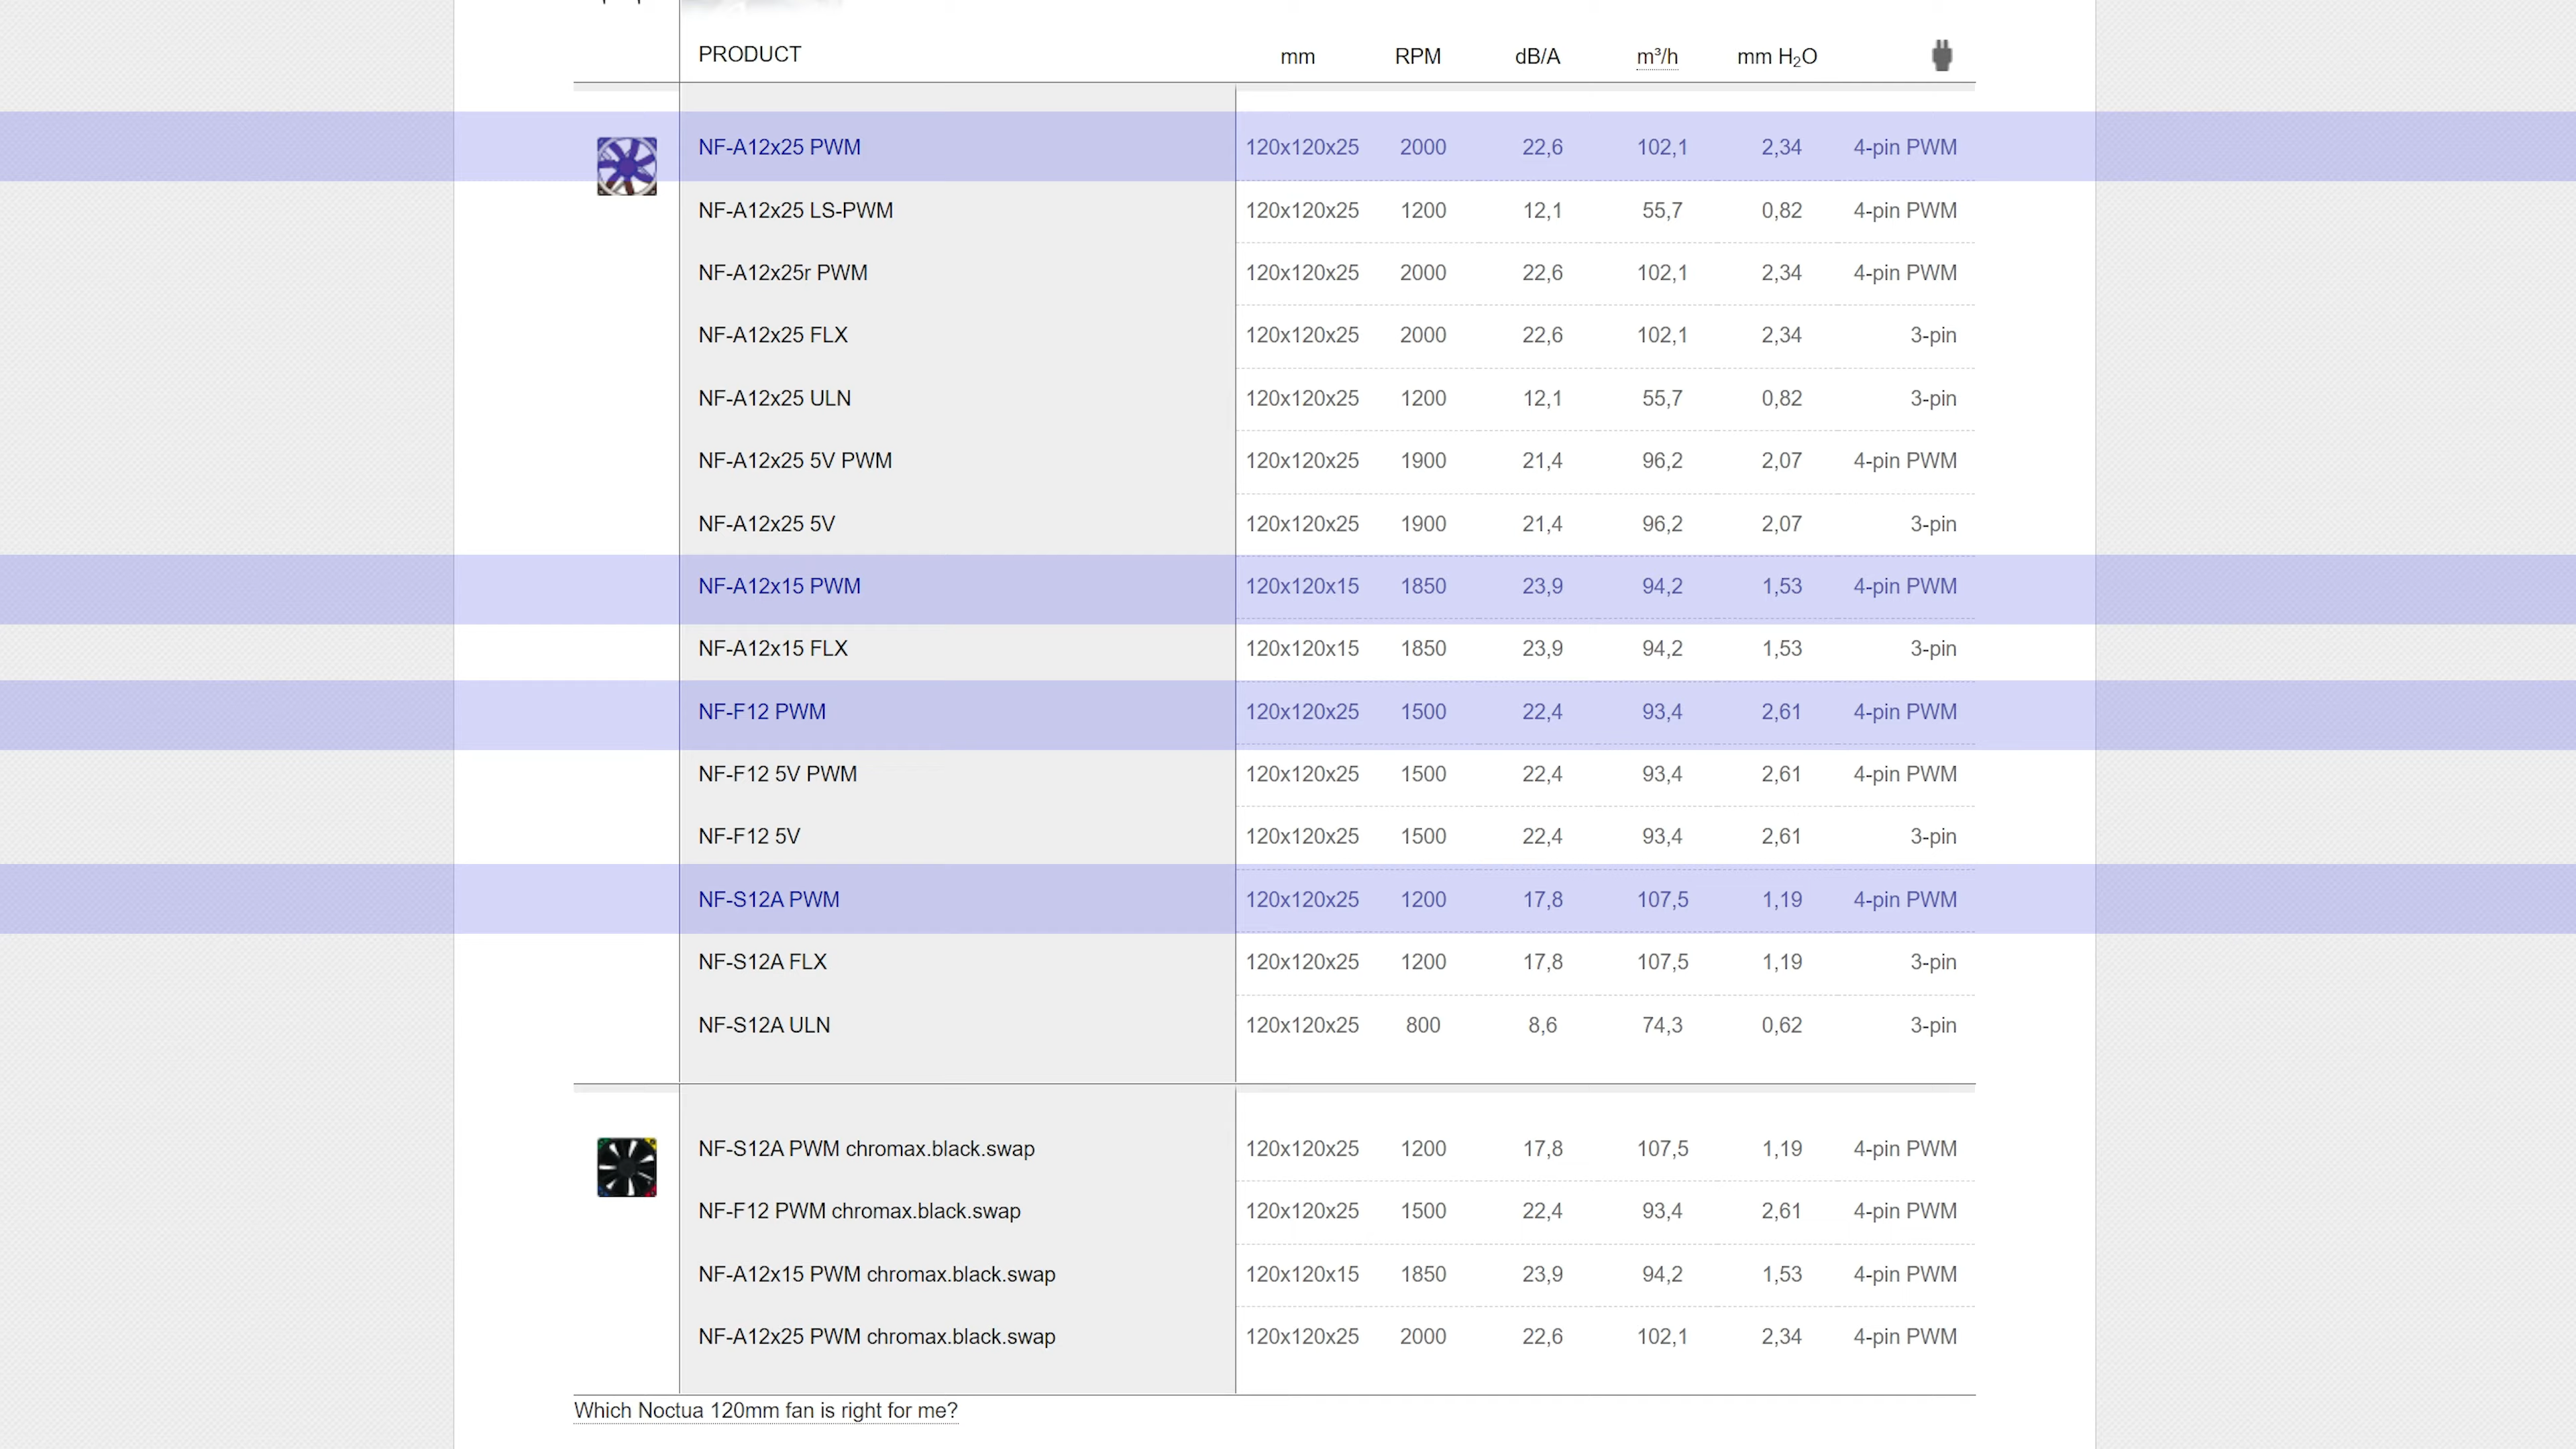 PRODUCT mm RPM dB/A m³/h mm H₂O
NF-A12x25 PWM 120x120x25 2000 22,6 102,1 2,34 4-pin PWM
NF-A12x25 LS-PWM 120x120x25 1200 12,1 55,7 0,82 4-pin PWM
NF-A12x25r PWM 120x120x25 2000 22,6 102,1 2,34 4-pin PWM
NF-A12x25 FLX 120x120x25 2000 22,6 102,1 2,34 3-pin
NF-A12x25 ULN 120x120x25 1200 12,1 55,7 0,82 3-pin
NF-A12x25 5V PWM 120x120x25 1900 21,4 96,2 2,07 4-pin PWM
NF-A12x25 5V 120x120x25 1900 21,4 96,2 2,07 3-pin
NF-A12x15 PWM 120x120x15 1850 23,9 94,2 1,53 4-pin PWM
NF-A12x15 FLX 120x120x15 1850 23,9 94,2 1,53 3-pin
NF-F12 PWM 120x120x25 1500 22,4 93,4 2,61 4-pin PWM
NF-F12 5V PWM 120x120x25 1500 22,4 93,4 2,61 4-pin PWM
NF-F12 5V 120x120x25 1500 22,4 93,4 2,61 3-pin
NF-S12A PWM 120x120x25 1200 17,8 107,5 1,19 4-pin PWM
NF-S12A FLX 120x120x25 1200 17,8 107,5 1,19 3-pin
NF-S12A ULN 120x120x25 800 8,6 74,3 0,62 3-pin
NF-S12A PWM chromax.black.swap 120x120x25 1200 17,8 107,5 1,19 4-pin PWM
NF-F12 PWM chromax.black.swap 120x120x25 1500 22,4 93,4 2,61 4-pin PWM
NF-A12x15 PWM chromax.black.swap 120x120x15 1850 23,9 94,2 1,53 4-pin PWM
NF-A12x25 PWM chromax.black.swap 120x120x25 2000 22,6 102,1 2,34 4-pin PWM
Which Noctua 120mm fan is right for me?